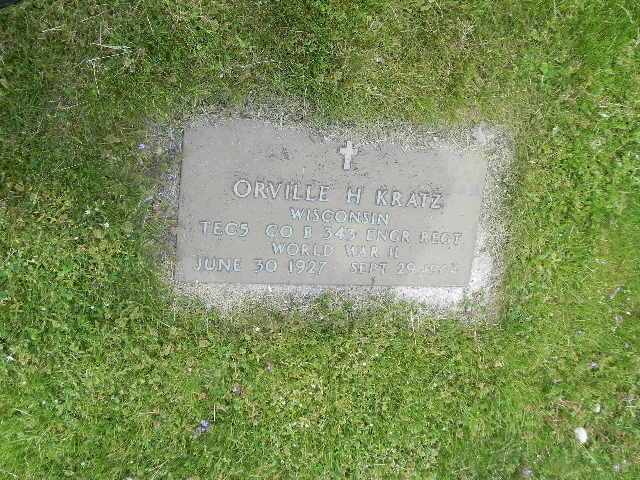 ORVILLE H KRATZ
WISCONSIN
TEC5 CO B 343 ENGR REGT
WORLD WAR II
JUNE 30 1927 SEPT 29